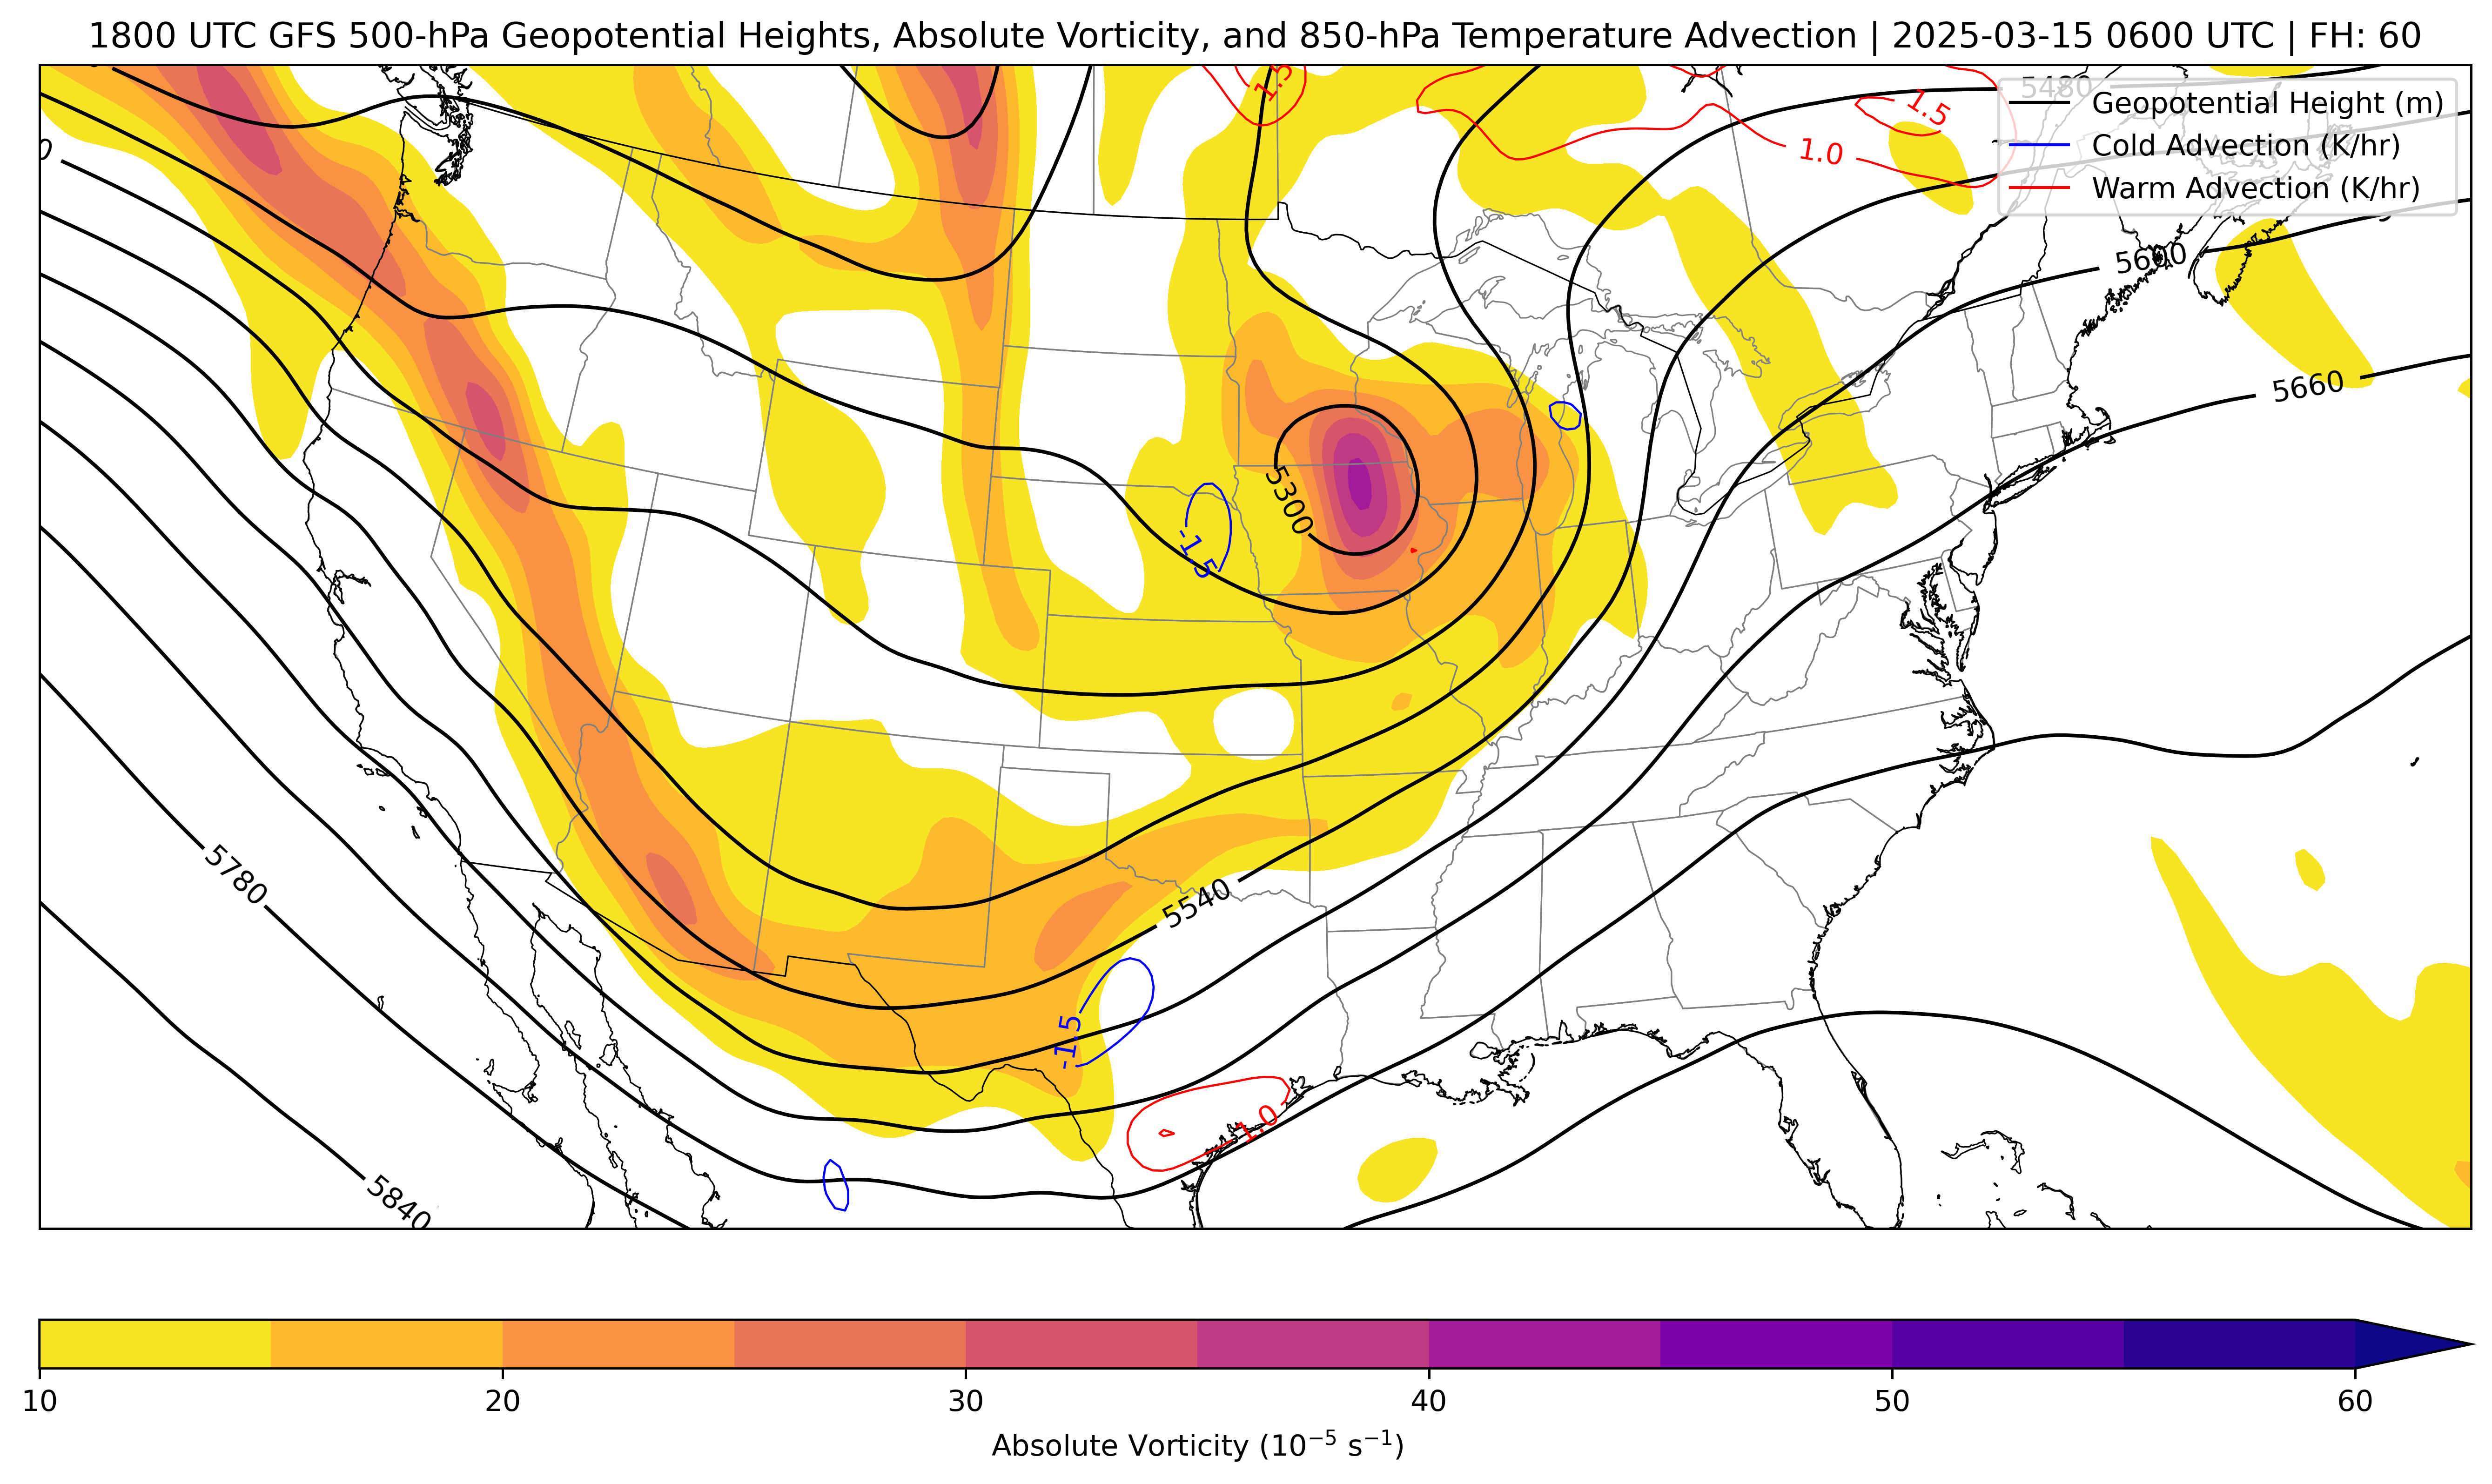 1800 UTC GFS 500-hPa Geopotential Heights, Absolute Vorticity, and 850-hPa Temperature Advection | 2025-03-15 0600 UTC | FH: 60
1.5
5480
1.5
Geopotential Height (m)
1.0
Cold Advection (K/hr)
Warm Advection (K/hr)
0
5600
5660
5300
-1.5
5780
5540
-1.5
1.0
5840
10 20 30 40 50 60
Absolute Vorticity (10⁻⁵ s⁻¹)